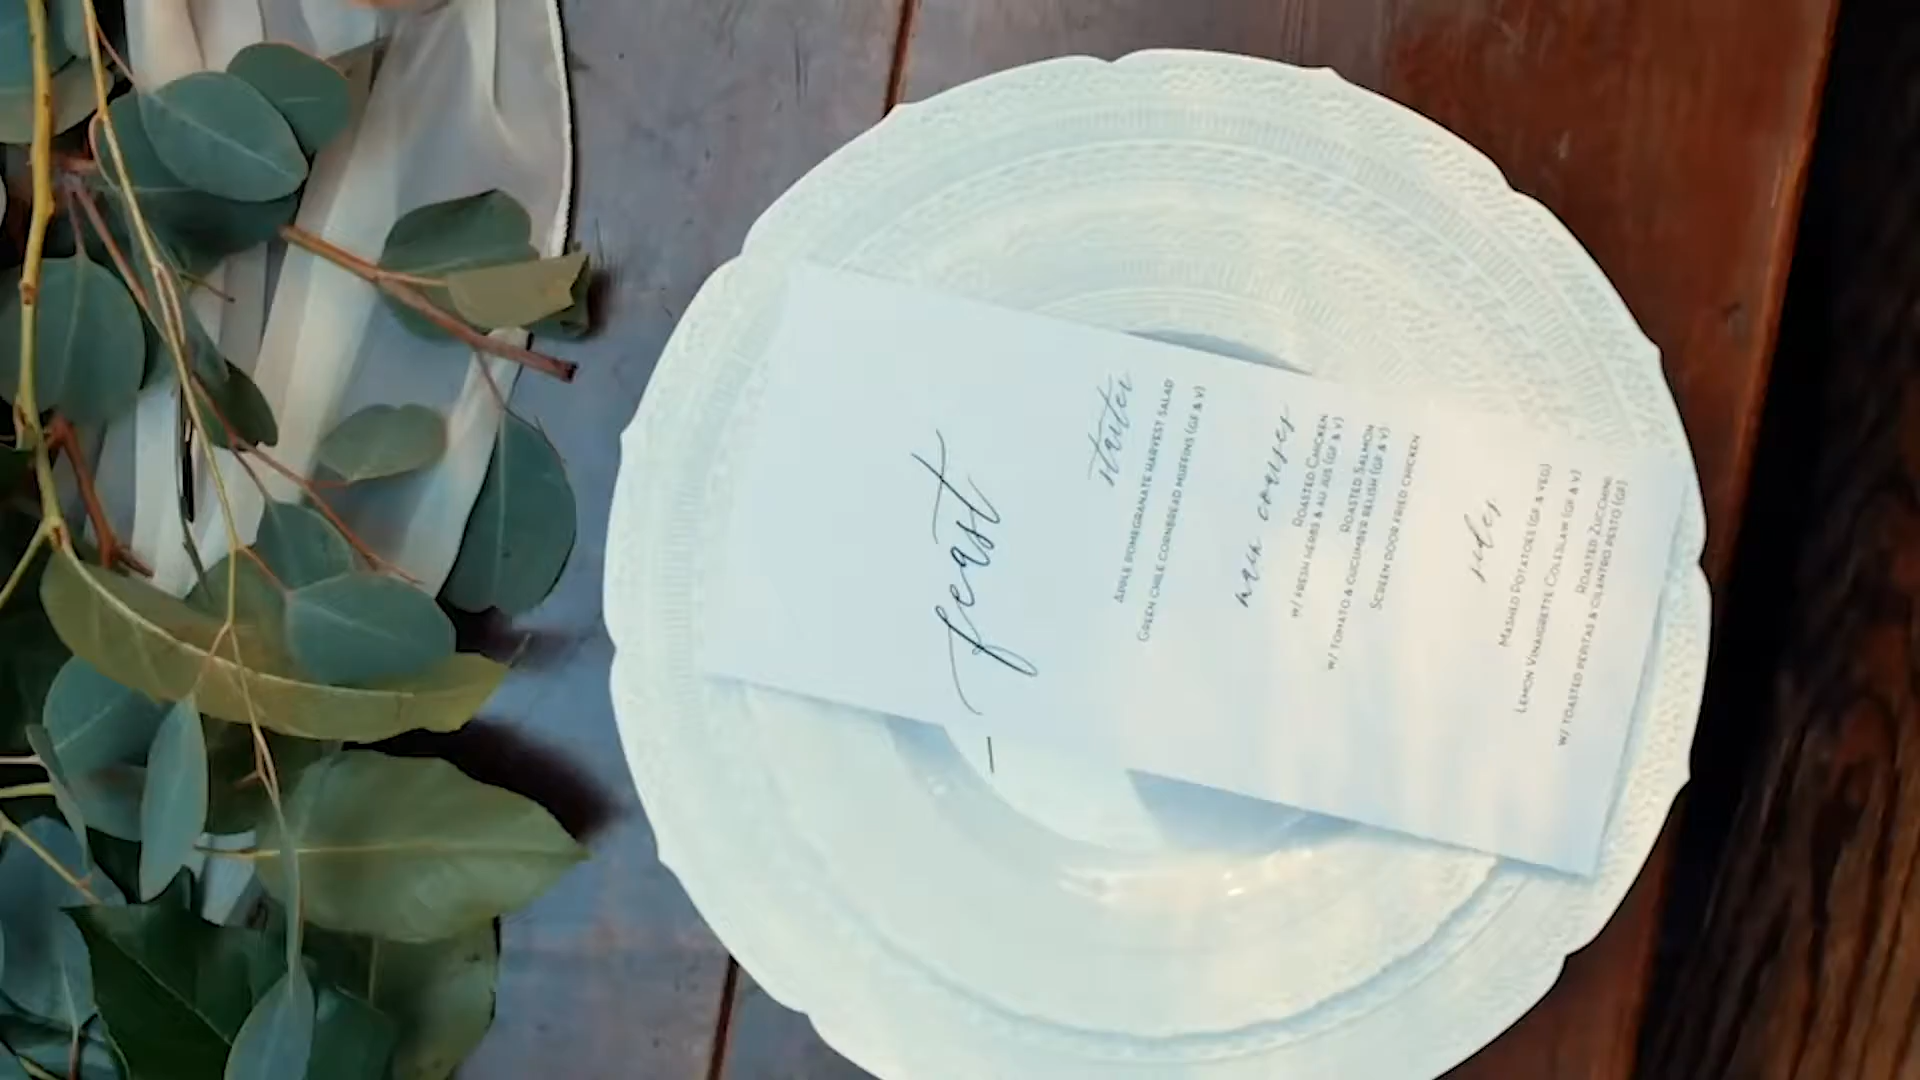 feast
starter
APPLE POMEGRANATE HARVEST SALAD
GREEN CHILE CORNBREAD MUFFINS (GF & V)
main courses
ROASTED CHICKEN
W/ FRESH HERBS & AU JUS (GF & V)
ROASTED SALMON
W/ TOMATO & CUCUMBER RELISH (GF & V)
SCREEN DOOR FRIED CHICKEN
sides
MASHED POTATOES (GF & VEG)
LEMON VINAIGRETTE COLESLAW (GF & V)
ROASTED ZUCCHINI
W/ TOASTED PEPITAS & CILANTRO PESTO (GF)